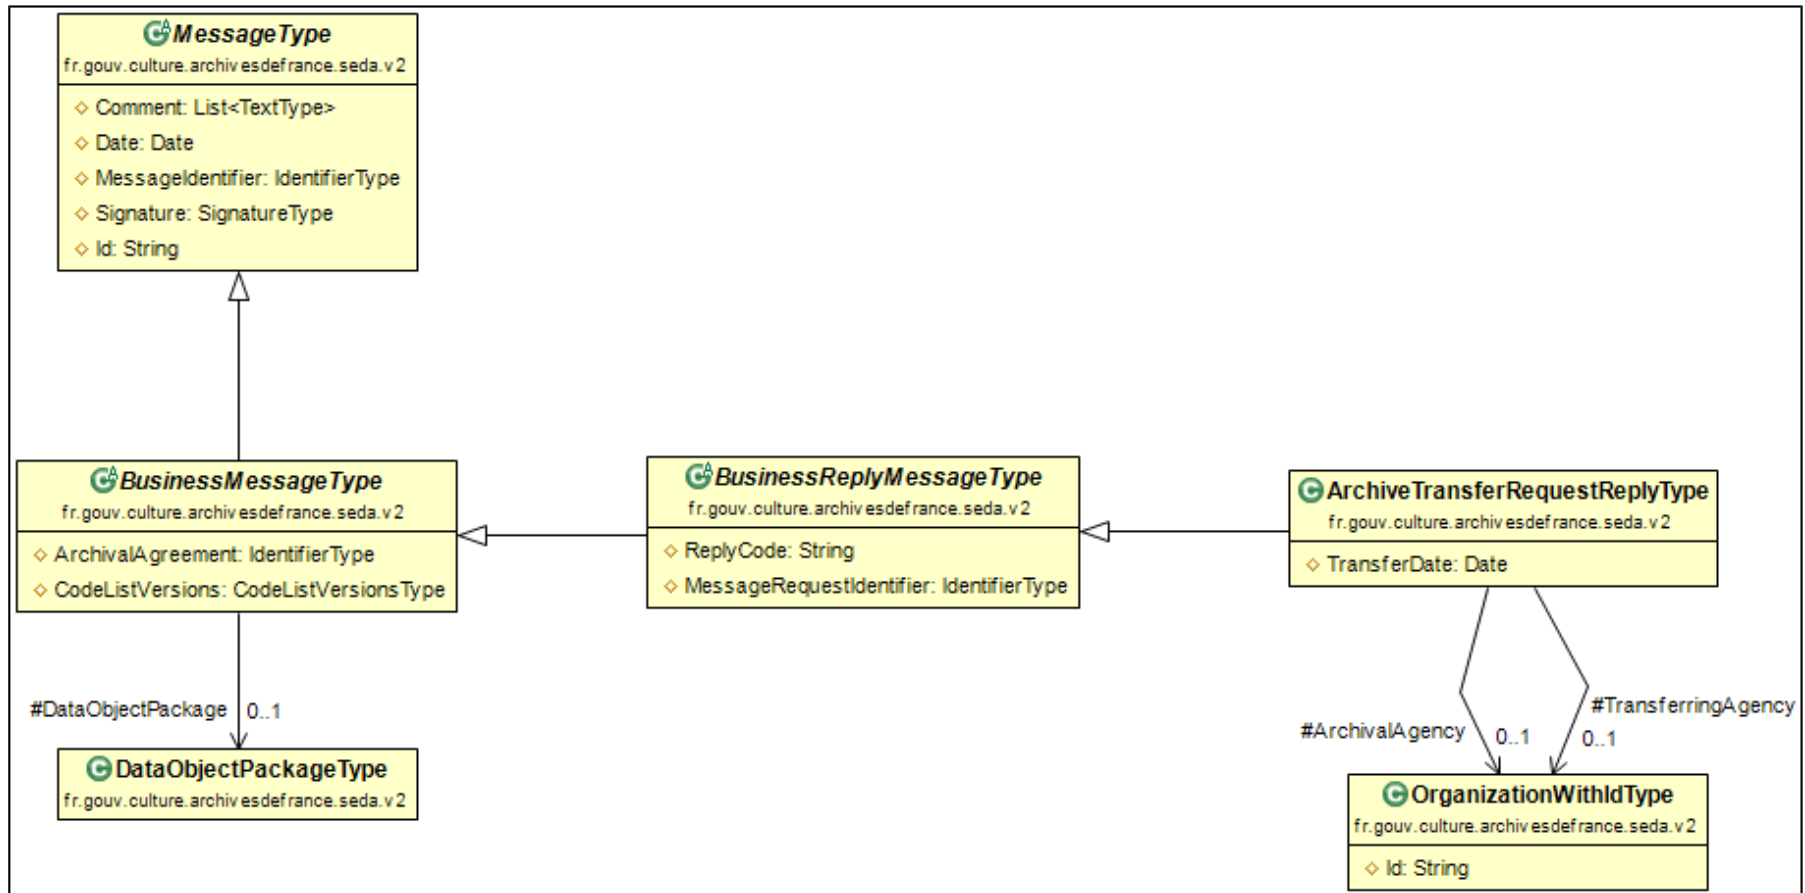 MessageType
fr.gouv.culture.archivesdefrance.seda.v2
Comment: List<TextType>
Date: Date
MessageIdentifier: IdentifierType
Signature: SignatureType
Id: String
BusinessMessageType
fr.gouv.culture.archivesdefrance.seda.v2
ArchivalAgreement: IdentifierType
CodeListVersions: CodeListVersionsType
BusinessReplyMessageType
fr.gouv.culture.archivesdefrance.seda.v2
ReplyCode: String
MessageRequestIdentifier: IdentifierType
ArchiveTransferRequestReplyType
fr.gouv.culture.archivesdefrance.seda.v2
TransferDate: Date
#DataObjectPackage 0..1
#ArchivalAgency 0..1
#TransferringAgency
0..1
DataObjectPackageType
fr.gouv.culture.archivesdefrance.seda.v2
OrganizationWithIdType
fr.gouv.culture.archivesdefrance.seda.v2
Id: String